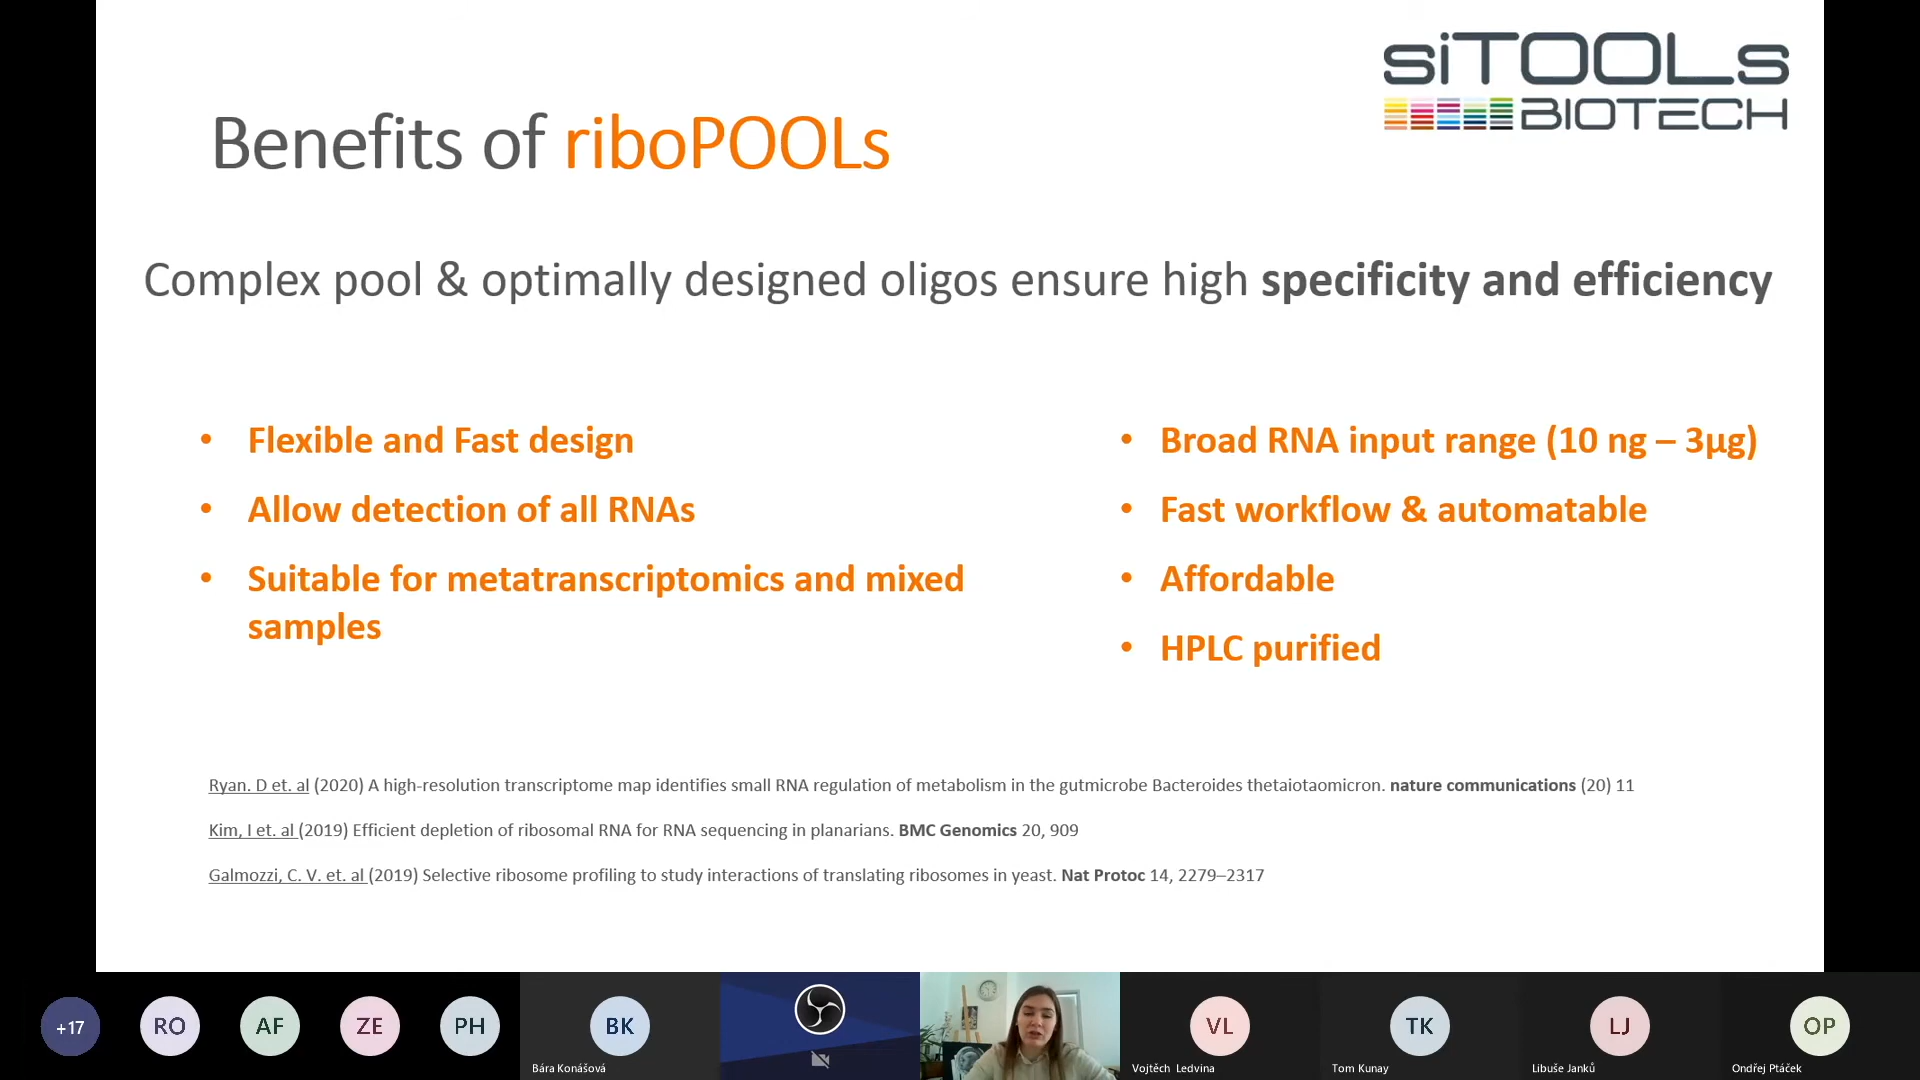 siTOOLs
BIOTECH
Benefits of riboPOOLs
Complex pool & optimally designed oligos ensure high specificity and efficiency
• Flexible and Fast design
• Allow detection of all RNAs
• Suitable for metatranscriptomics and mixed
samples
• Broad RNA input range (10 ng – 3µg)
• Fast workflow & automatable
• Affordable
• HPLC purified
Ryan. D et. al (2020) A high-resolution transcriptome map identifies small RNA regulation of metabolism in the gutmicrobe Bacteroides thetaiotaomicron. nature communications (20) 11
Kim, I et. al (2019) Efficient depletion of ribosomal RNA for RNA sequencing in planarians. BMC Genomics 20, 909
Galmozzi, C. V. et. al (2019) Selective ribosome profiling to study interactions of translating ribosomes in yeast. Nat Protoc 14, 2279–2317
+17
RO
AF
ZE
PH
BK
Bára Konášová
VL
Vojtěch Ledvina
TK
Tom Kunay
LJ
Libuše Janků
OP
Ondřej Ptáček